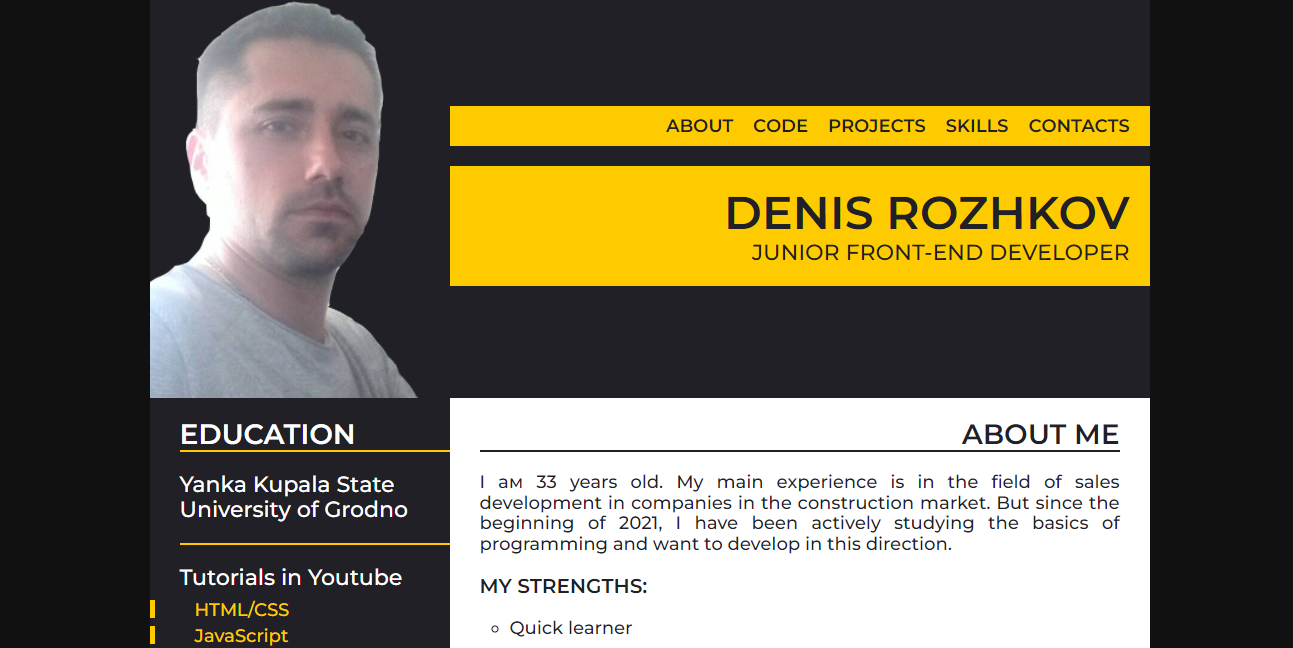 ABOUT CODE PROJECTS SKILLS CONTACTS
DENIS ROZHKOV
JUNIOR FRONT-END DEVELOPER
EDUCATION
Yanka Kupala State
University of Grodno
Tutorials in Youtube
HTML/CSS
JavaScript
ABOUT ME
I aм 33 years old. My main experience is in the field of sales
development in companies in the construction market. But since the
beginning of 2021, I have been actively studying the basics of
programming and want to develop in this direction.
MY STRENGTHS:
Quick learner